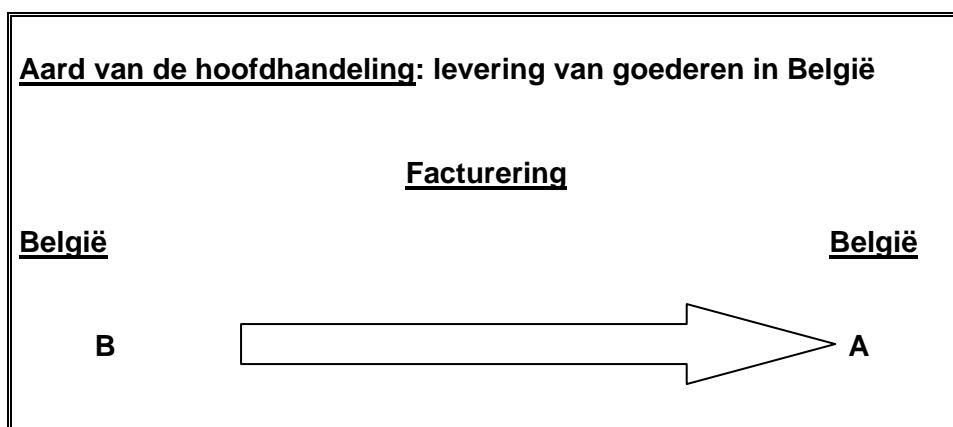 Aard van de hoofdhandeling: levering van goederen in België
Facturering
België België
B A